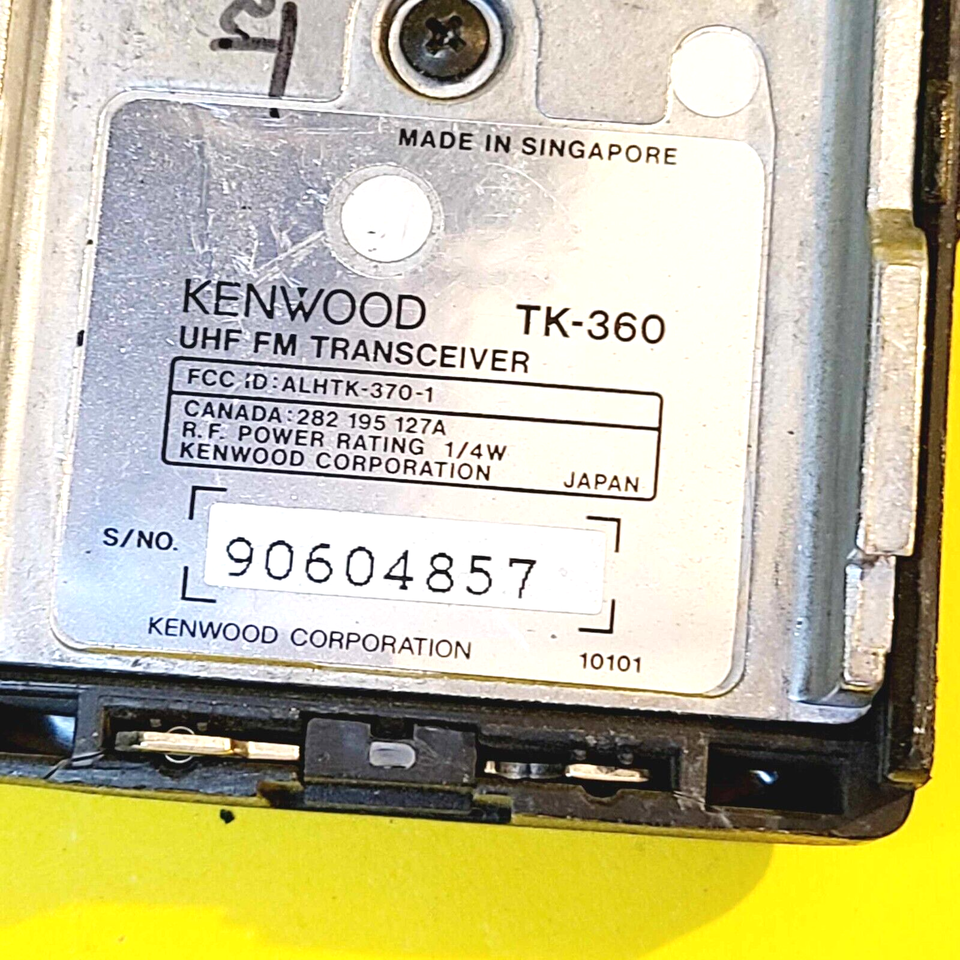 MADE IN SINGAPORE
KENWOOD TK-360
UHF FM TRANSCEIVER
FCC ID:ALHTK-370-1
CANADA:282 195 127A
R.F. POWER RATING 1/4W
KENWOOD CORPORATION JAPAN
S/NO. 90604857
KENWOOD CORPORATION 10101